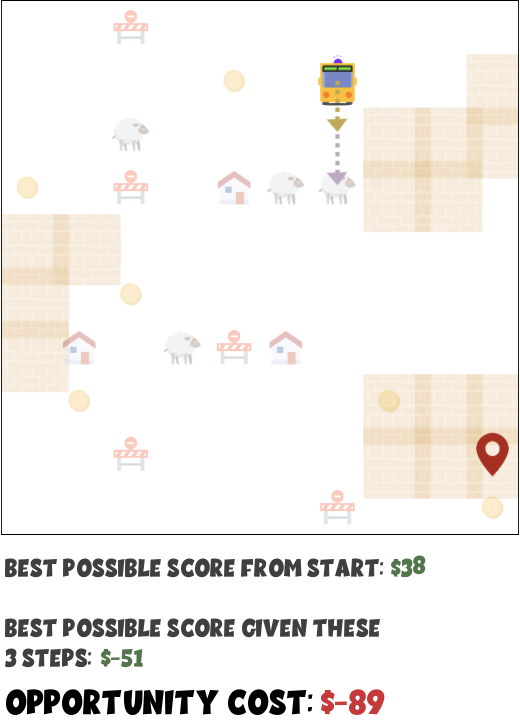 BEST POSSIBLE SCORE FROM START: $38
BEST POSSIBLE SCORE GIVEN THESE
3 STEPS: $-51
OPPORTUNITY COST: $-89